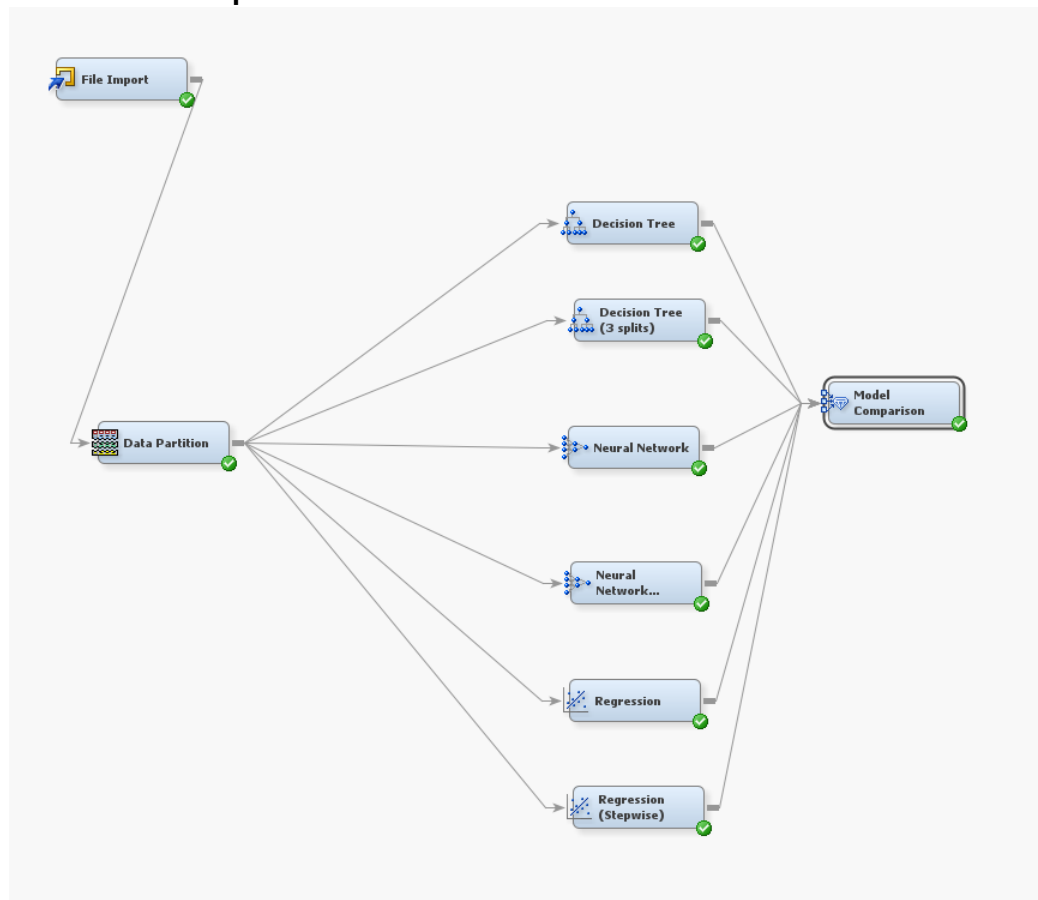 File Import
Decision Tree
Decision Tree
(3 splits)
Model
Comparison
Data Partition
Neural Network
Neural
Network...
Regression
Regression
(Stepwise)